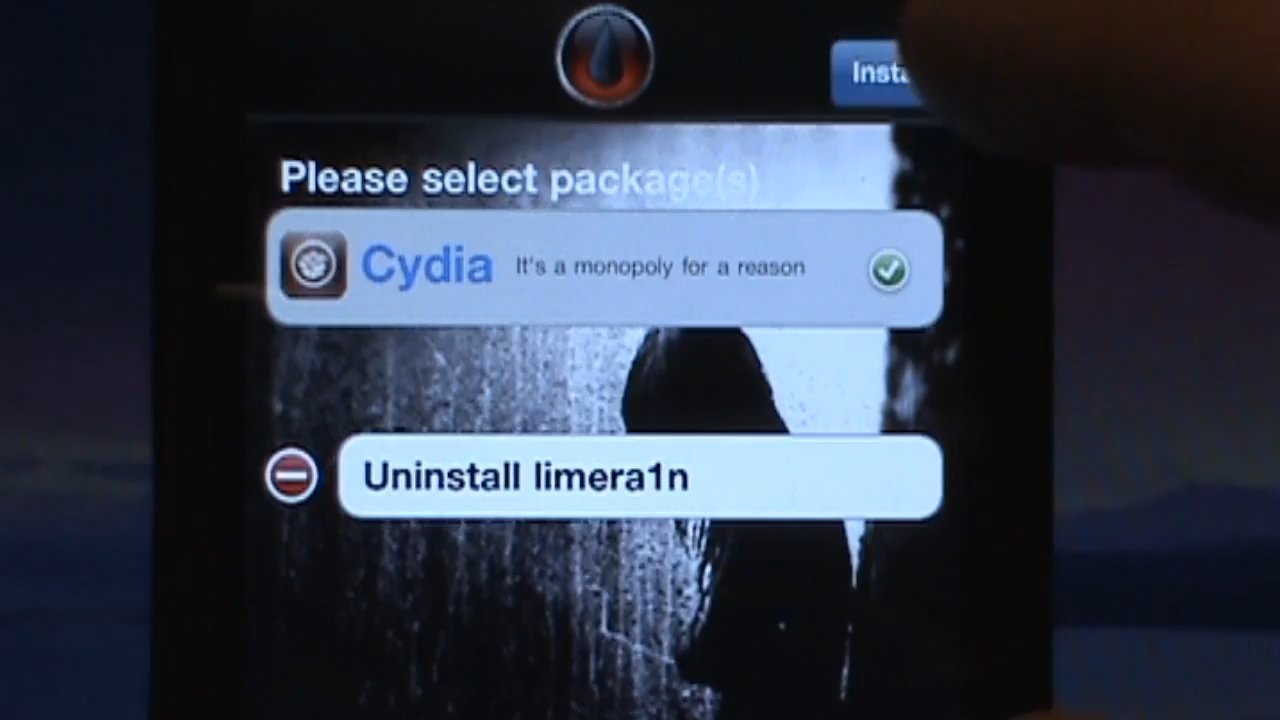 Insta
Please select package(s)
Cydia It's a monopoly for a reason
Uninstall limera1n